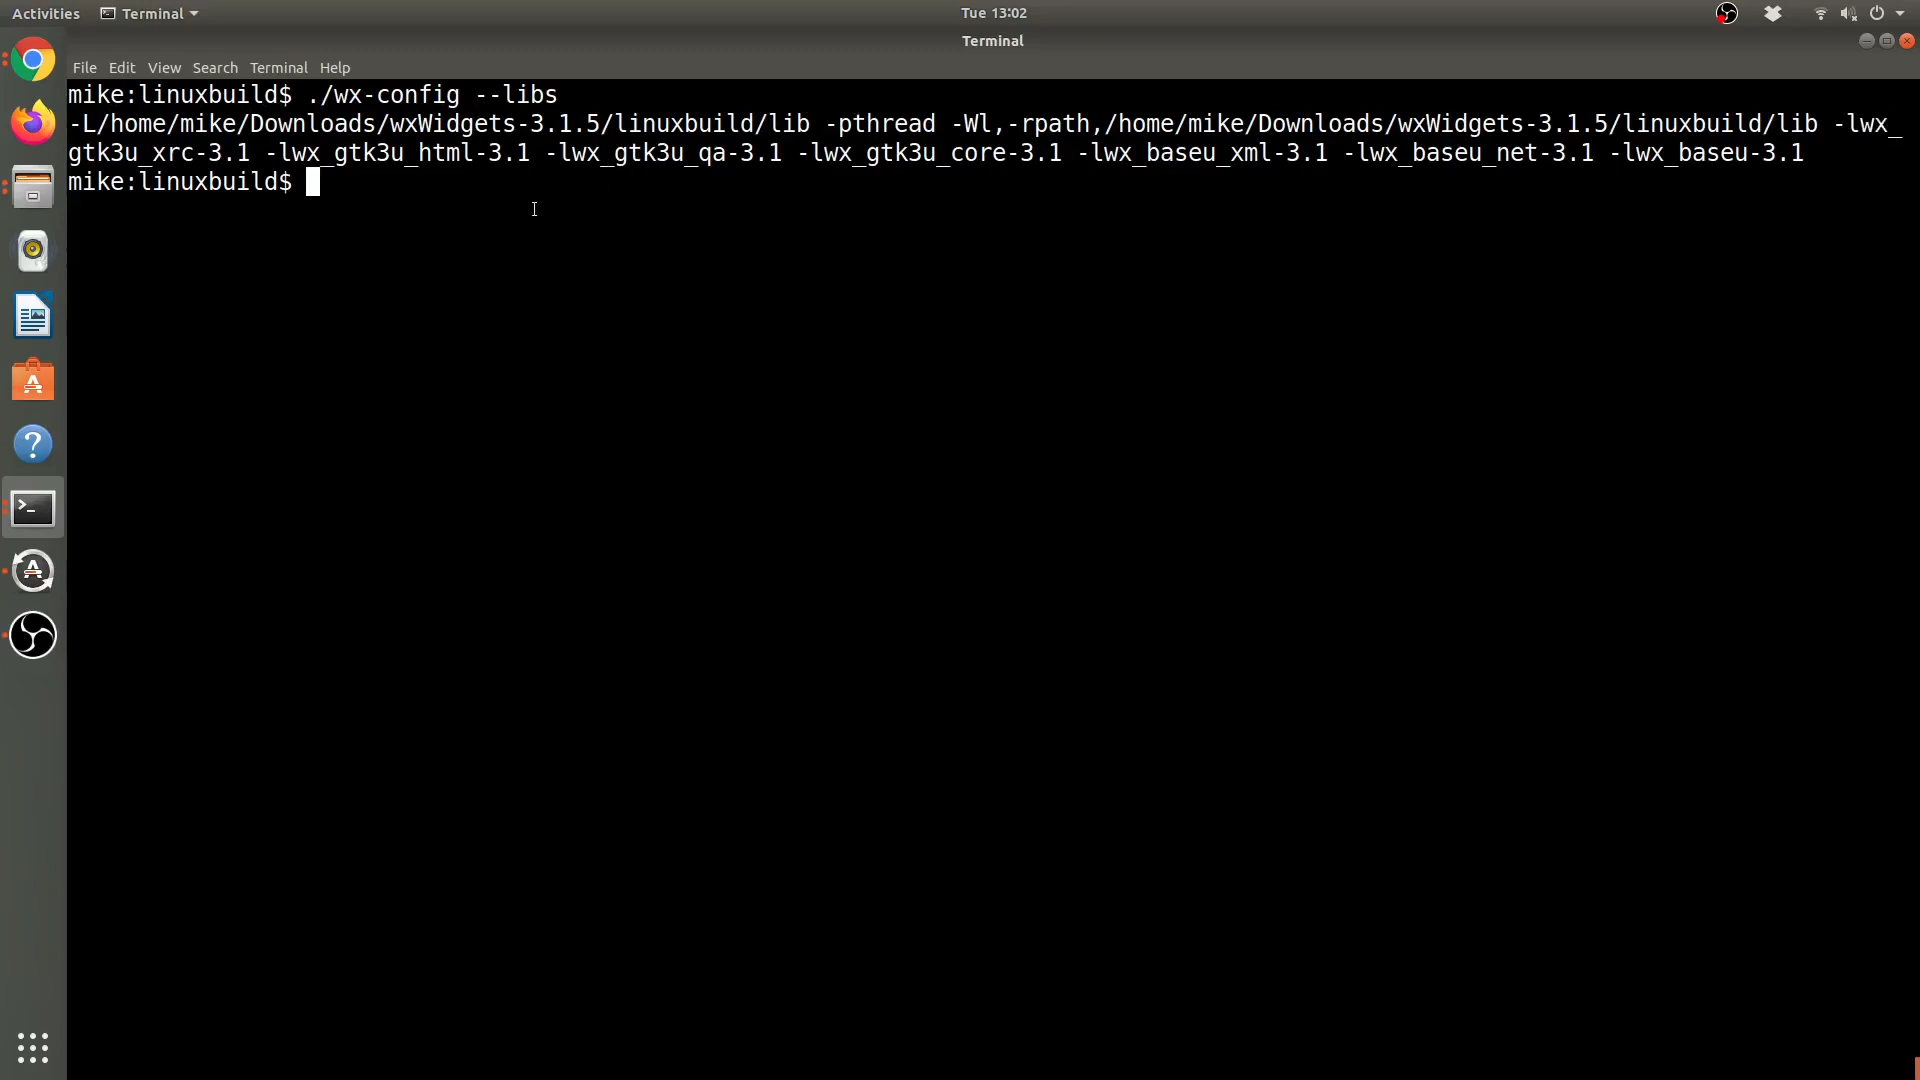 Activities Terminal Tue 13:02
Terminal
File Edit View Search Terminal Help
mike:linuxbuild$ ./wx-config --libs
-L/home/mike/Downloads/wxWidgets-3.1.5/linuxbuild/lib -pthread -Wl,-rpath,/home/mike/Downloads/wxWidgets-3.1.5/linuxbuild/lib -lwx_
gtk3u_xrc-3.1 -lwx_gtk3u_html-3.1 -lwx_gtk3u_qa-3.1 -lwx_gtk3u_core-3.1 -lwx_baseu_xml-3.1 -lwx_baseu_net-3.1 -lwx_baseu-3.1
mike:linuxbuild$